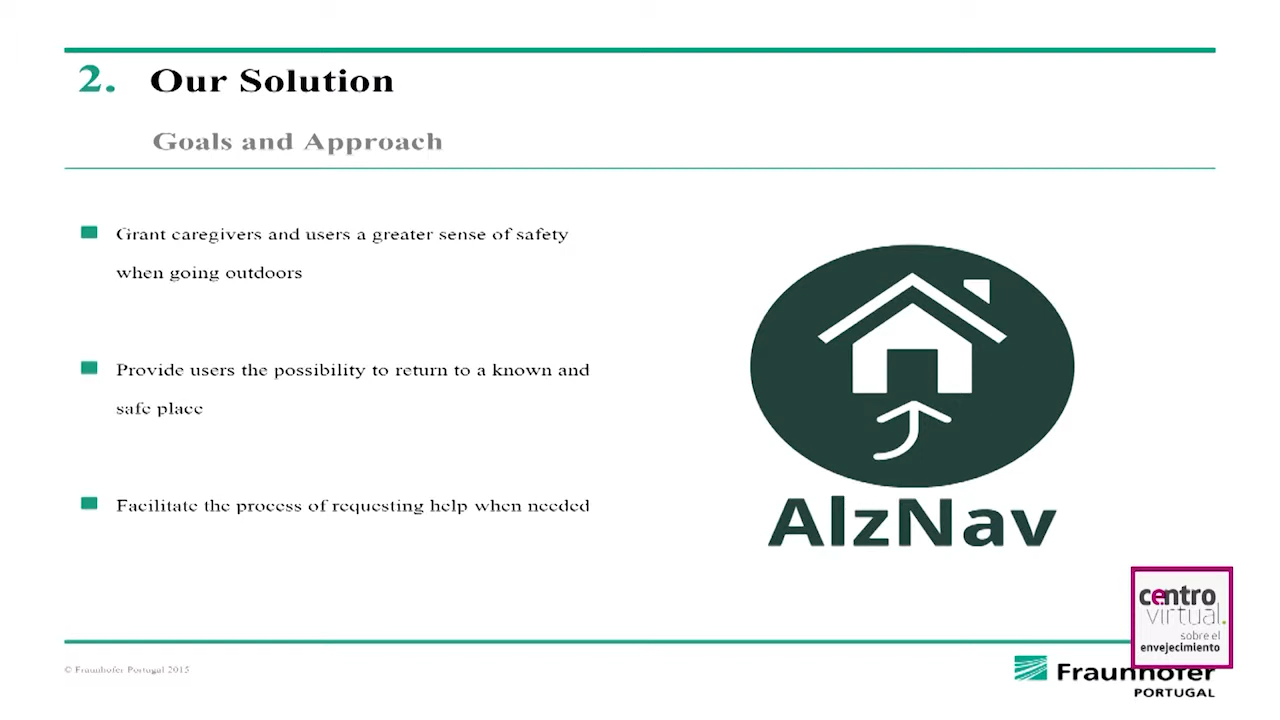 2. Our Solution
Goals and Approach
Grant caregivers and users a greater sense of safety
when going outdoors
Provide users the possibility to return to a known and
safe place
Facilitate the process of requesting help when needed
AlzNav
centro
virtual.
sobre el
envejecimiento
© Fraunhofer Portugal 2015
Fraunhofer
PORTUGAL